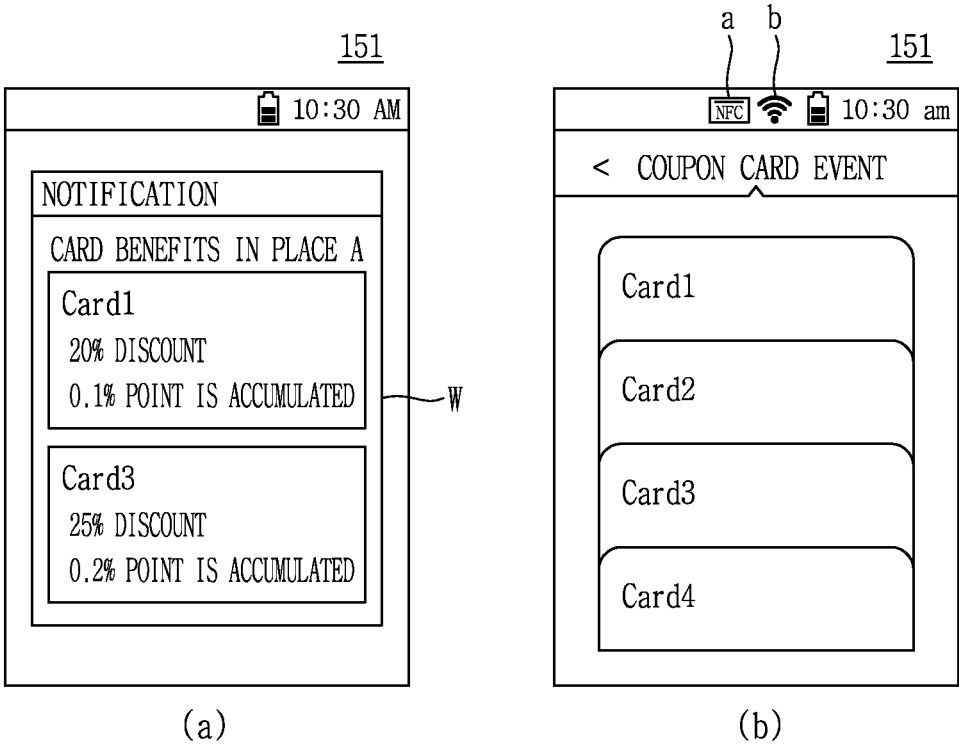 151
10:30 AM
NOTIFICATION
CARD BENEFITS IN PLACE A
Card1
20% DISCOUNT
0.1% POINT IS ACCUMULATED
W
Card3
25% DISCOUNT
0.2% POINT IS ACCUMULATED
(a)
a b
151
NFC 10:30 am
< COUPON CARD EVENT
Card1
Card2
Card3
Card4
(b)